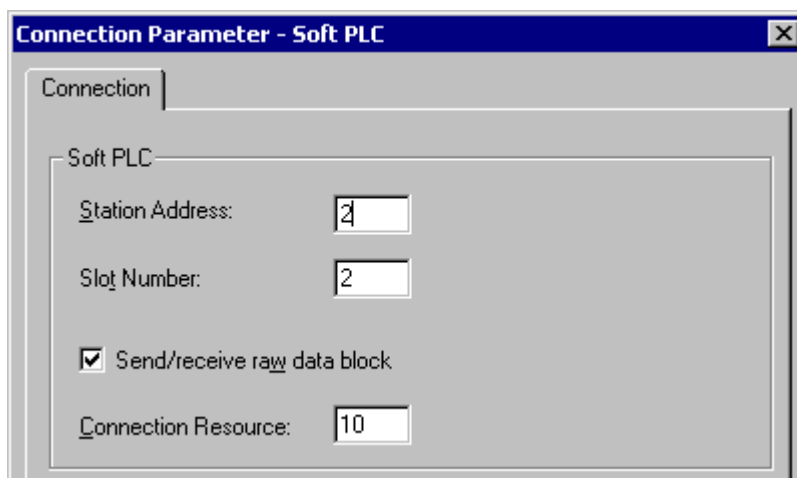 Connection Parameter - Soft PLC
Connection
Soft PLC
Station Address: 2
Slot Number: 2
Send/receive raw data block
Connection Resource: 10